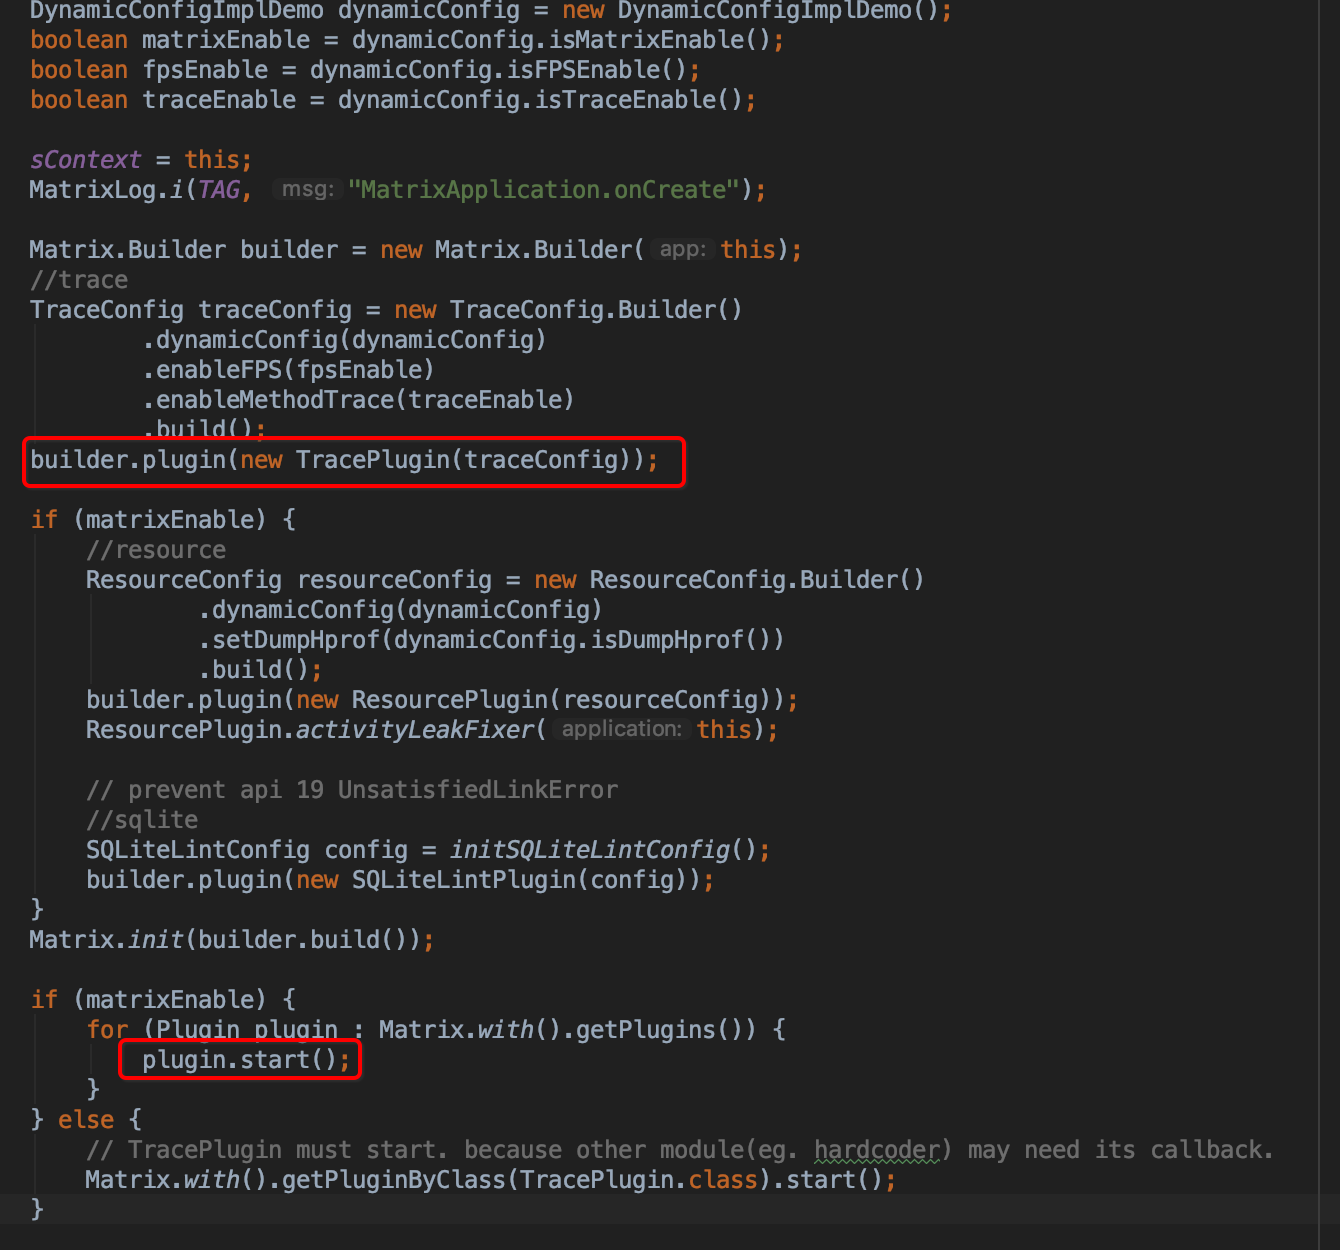 DynamicConfigImplDemo dynamicConfig = new DynamicConfigImplDemo();
boolean matrixEnable = dynamicConfig.isMatrixEnable();
boolean fpsEnable = dynamicConfig.isFPSEnable();
boolean traceEnable = dynamicConfig.isTraceEnable();
sContext = this;
MatrixLog.i(TAG, msg: "MatrixApplication.onCreate");
Matrix.Builder builder = new Matrix.Builder( app: this);
//trace
TraceConfig traceConfig = new TraceConfig.Builder()
.dynamicConfig(dynamicConfig)
.enableFPS(fpsEnable)
.enableMethodTrace(traceEnable)
.build();
builder.plugin(new TracePlugin(traceConfig));
if (matrixEnable) {
//resource
ResourceConfig resourceConfig = new ResourceConfig.Builder()
.dynamicConfig(dynamicConfig)
.setDumpHprof(dynamicConfig.isDumpHprof())
.build();
builder.plugin(new ResourcePlugin(resourceConfig));
ResourcePlugin.activityLeakFixer( application: this);
// prevent api 19 UnsatisfiedLinkError
//sqlite
SQLiteLintConfig config = initSQLiteLintConfig();
builder.plugin(new SQLiteLintPlugin(config));
}
Matrix.init(builder.build());
if (matrixEnable) {
for (Plugin plugin : Matrix.with().getPlugins()) {
plugin.start();
}
} else {
// TracePlugin must start. because other module(eg. hardcoder) may need its callback.
Matrix.with().getPluginByClass(TracePlugin.class).start();
}